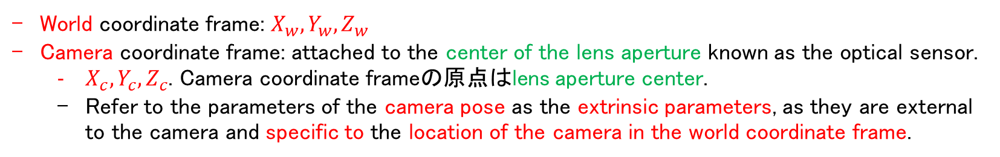 - World coordinate frame: X_w, Y_w, Z_w
- Camera coordinate frame: attached to the center of the lens aperture known as the optical sensor.
- X_c, Y_c, Z_c. Camera coordinate frameの原点はlens aperture center.
- Refer to the parameters of the camera pose as the extrinsic parameters, as they are external
to the camera and specific to the location of the camera in the world coordinate frame.